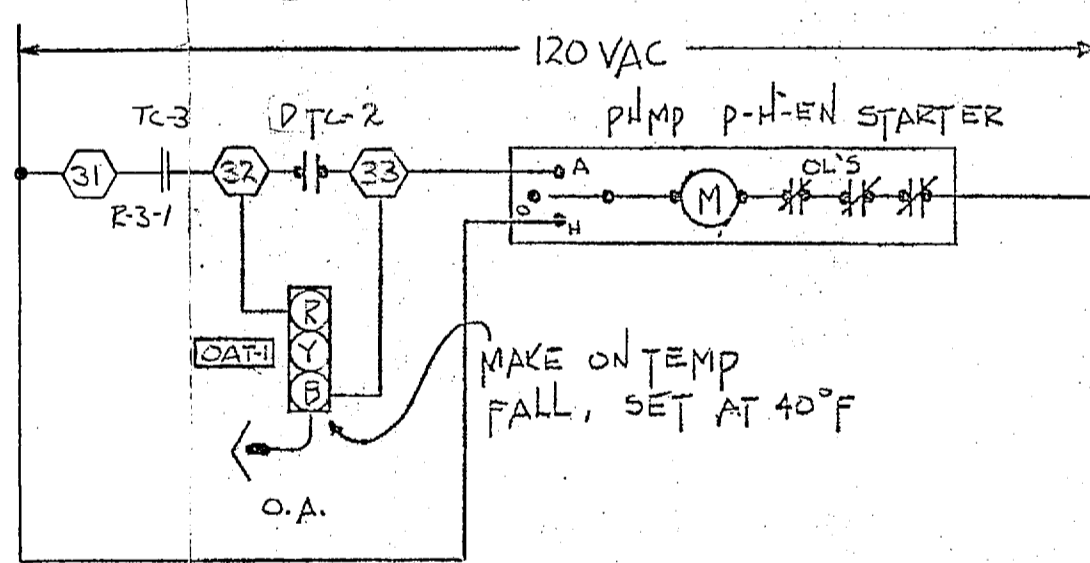 120 VAC
PUMP P-H-EN STARTER
TC-3
D TC-2
31
32
33
R-3-1
A
O
H
M
OL'S
OAT-1
R
Y
B
MAKE ON TEMP
FALL, SET AT 40°F
O.A.